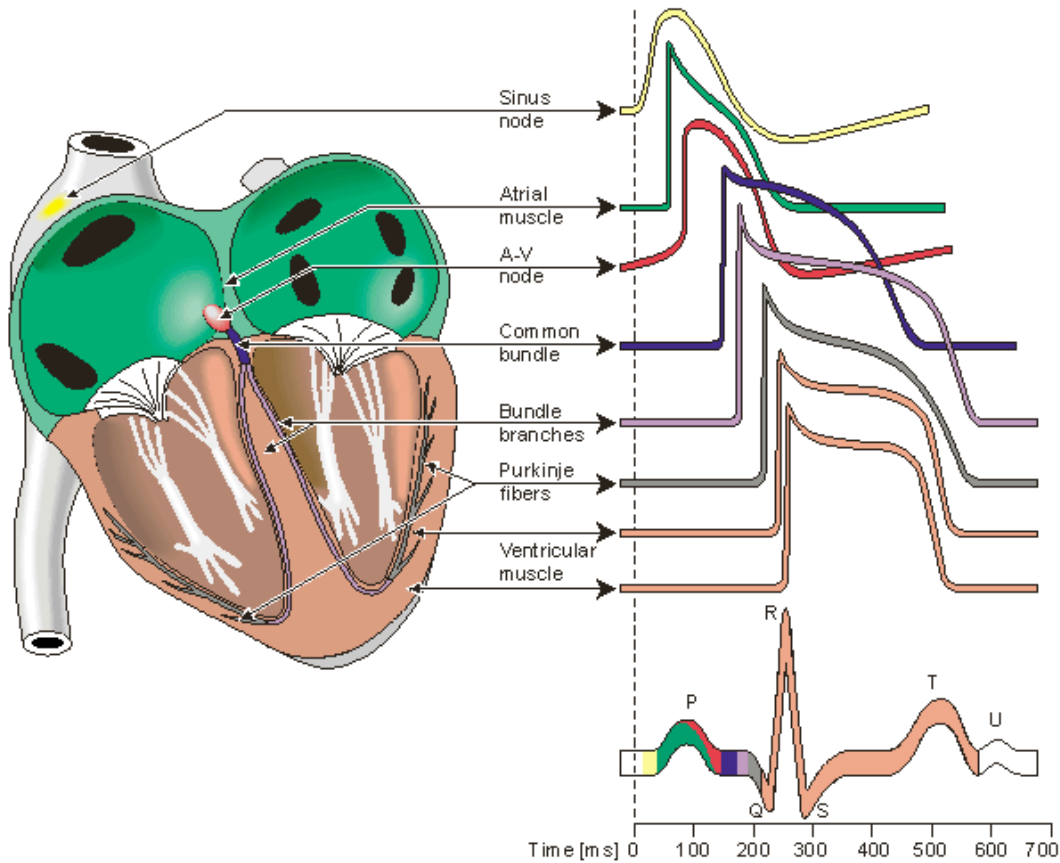 Sinus
node
Atrial
muscle
A-V
node
Common
bundle
Bundle
branches
Purkinje
fibers
Ventricular
muscle
P
R
Q
S
T
U
Time [ms] 0 100 200 300 400 500 600 700